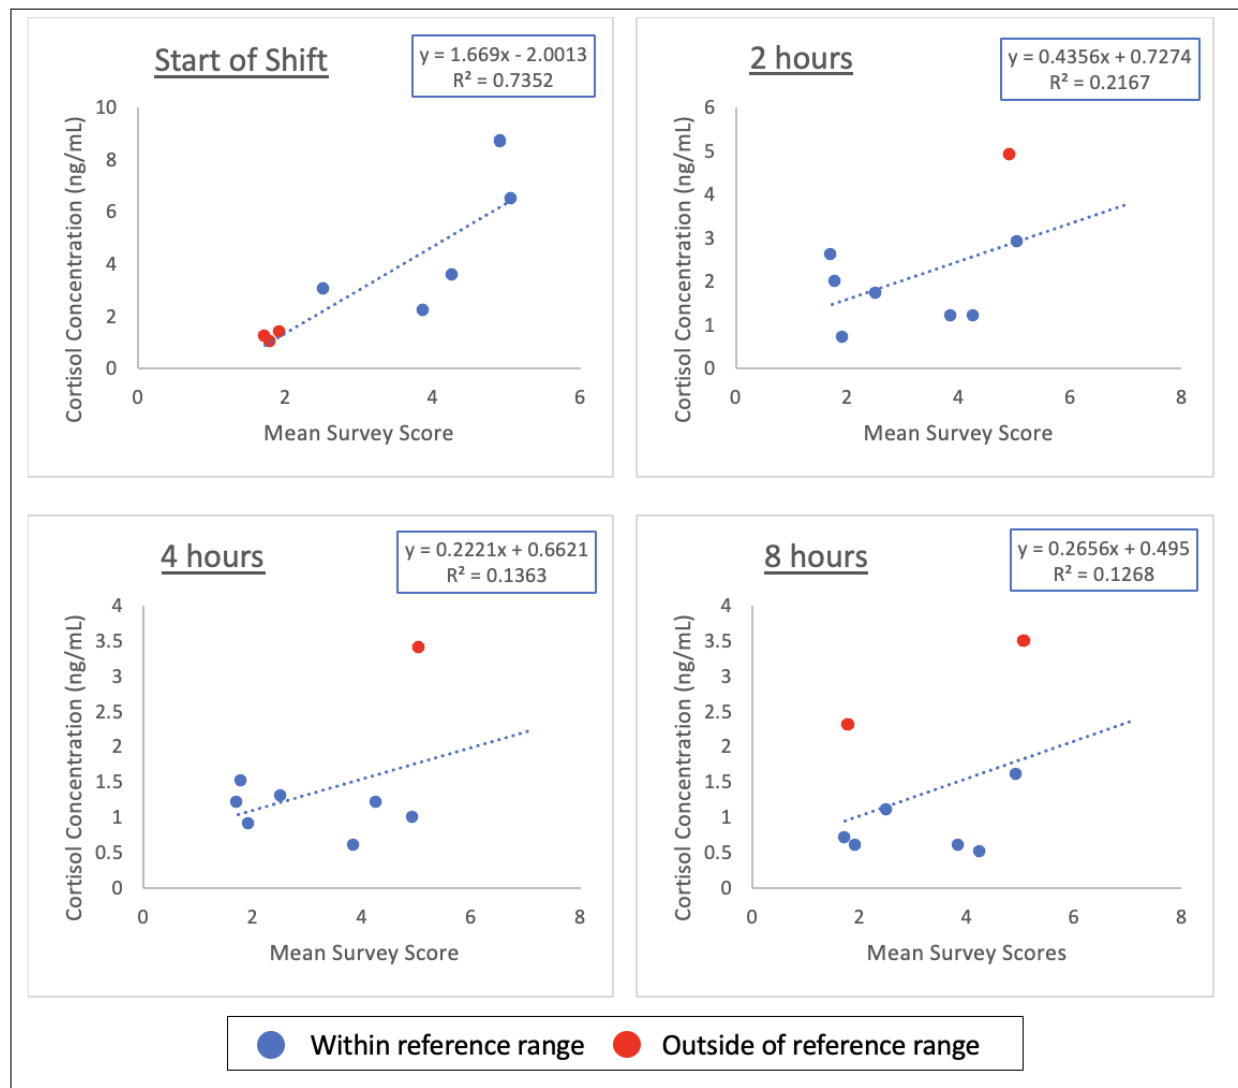 Start of Shift
y = 1.669x - 2.0013
R² = 0.7352
Cortisol Concentration (ng/mL)
10
8
6
4
2
0
0 2 4 6
Mean Survey Score
2 hours
y = 0.4356x + 0.7274
R² = 0.2167
Cortisol Concentration (ng/mL)
6
5
4
3
2
1
0
0 2 4 6 8
Mean Survey Score
4 hours
y = 0.2221x + 0.6621
R² = 0.1363
Cortisol Concentration (ng/mL)
4
3.5
3
2.5
2
1.5
1
0.5
0
0 2 4 6 8
Mean Survey Score
8 hours
y = 0.2656x + 0.495
R² = 0.1268
Cortisol Concentration (ng/mL)
4
3.5
3
2.5
2
1.5
1
0.5
0
0 2 4 6 8
Mean Survey Scores
Within reference range Outside of reference range